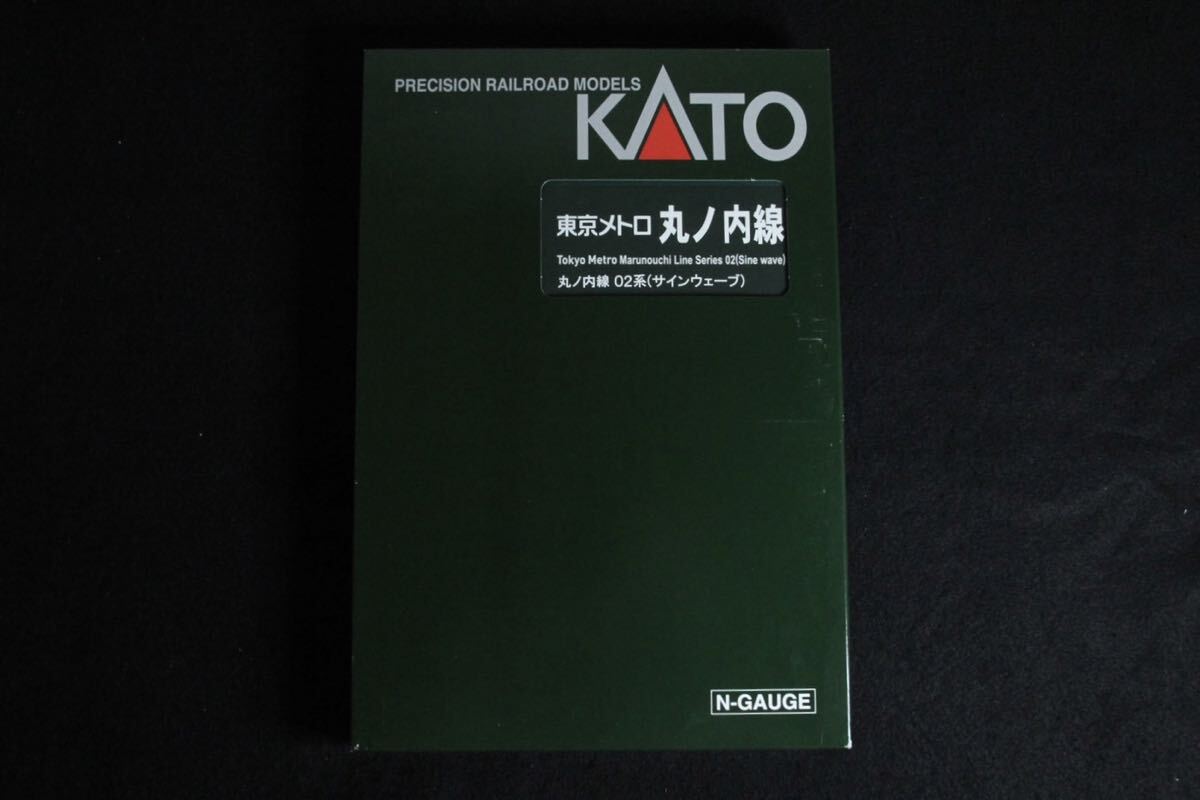 PRECISION RAILROAD MODELS
KATO
東京メトロ 丸ノ内線
Tokyo Metro Marunouchi Line Series 02(Sine wave)
丸ノ内線 02系(サインウェーブ)
N-GAUGE